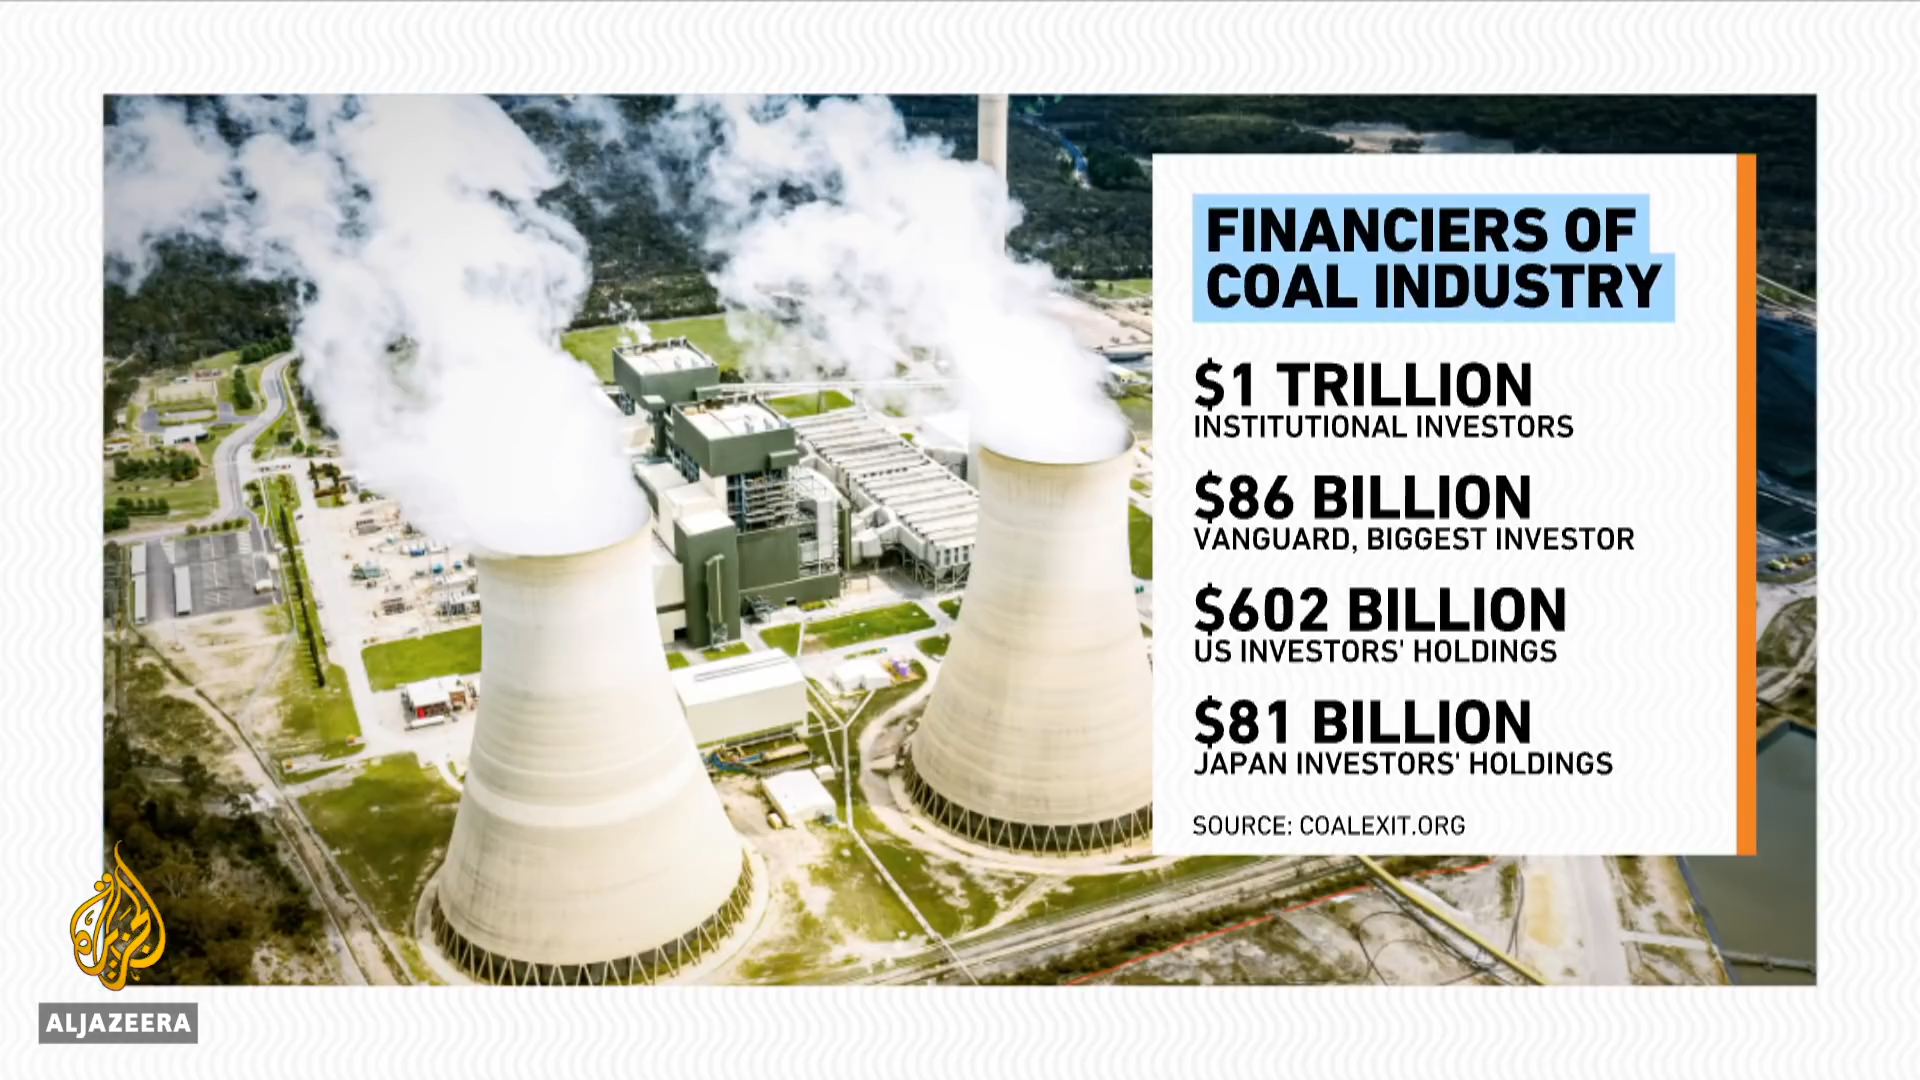 FINANCIERS OF
COAL INDUSTRY
$1 TRILLION
INSTITUTIONAL INVESTORS
$86 BILLION
VANGUARD, BIGGEST INVESTOR
$602 BILLION
US INVESTORS' HOLDINGS
$81 BILLION
JAPAN INVESTORS' HOLDINGS
SOURCE: COALEXIT.ORG
الجزيرة
ALJAZEERA